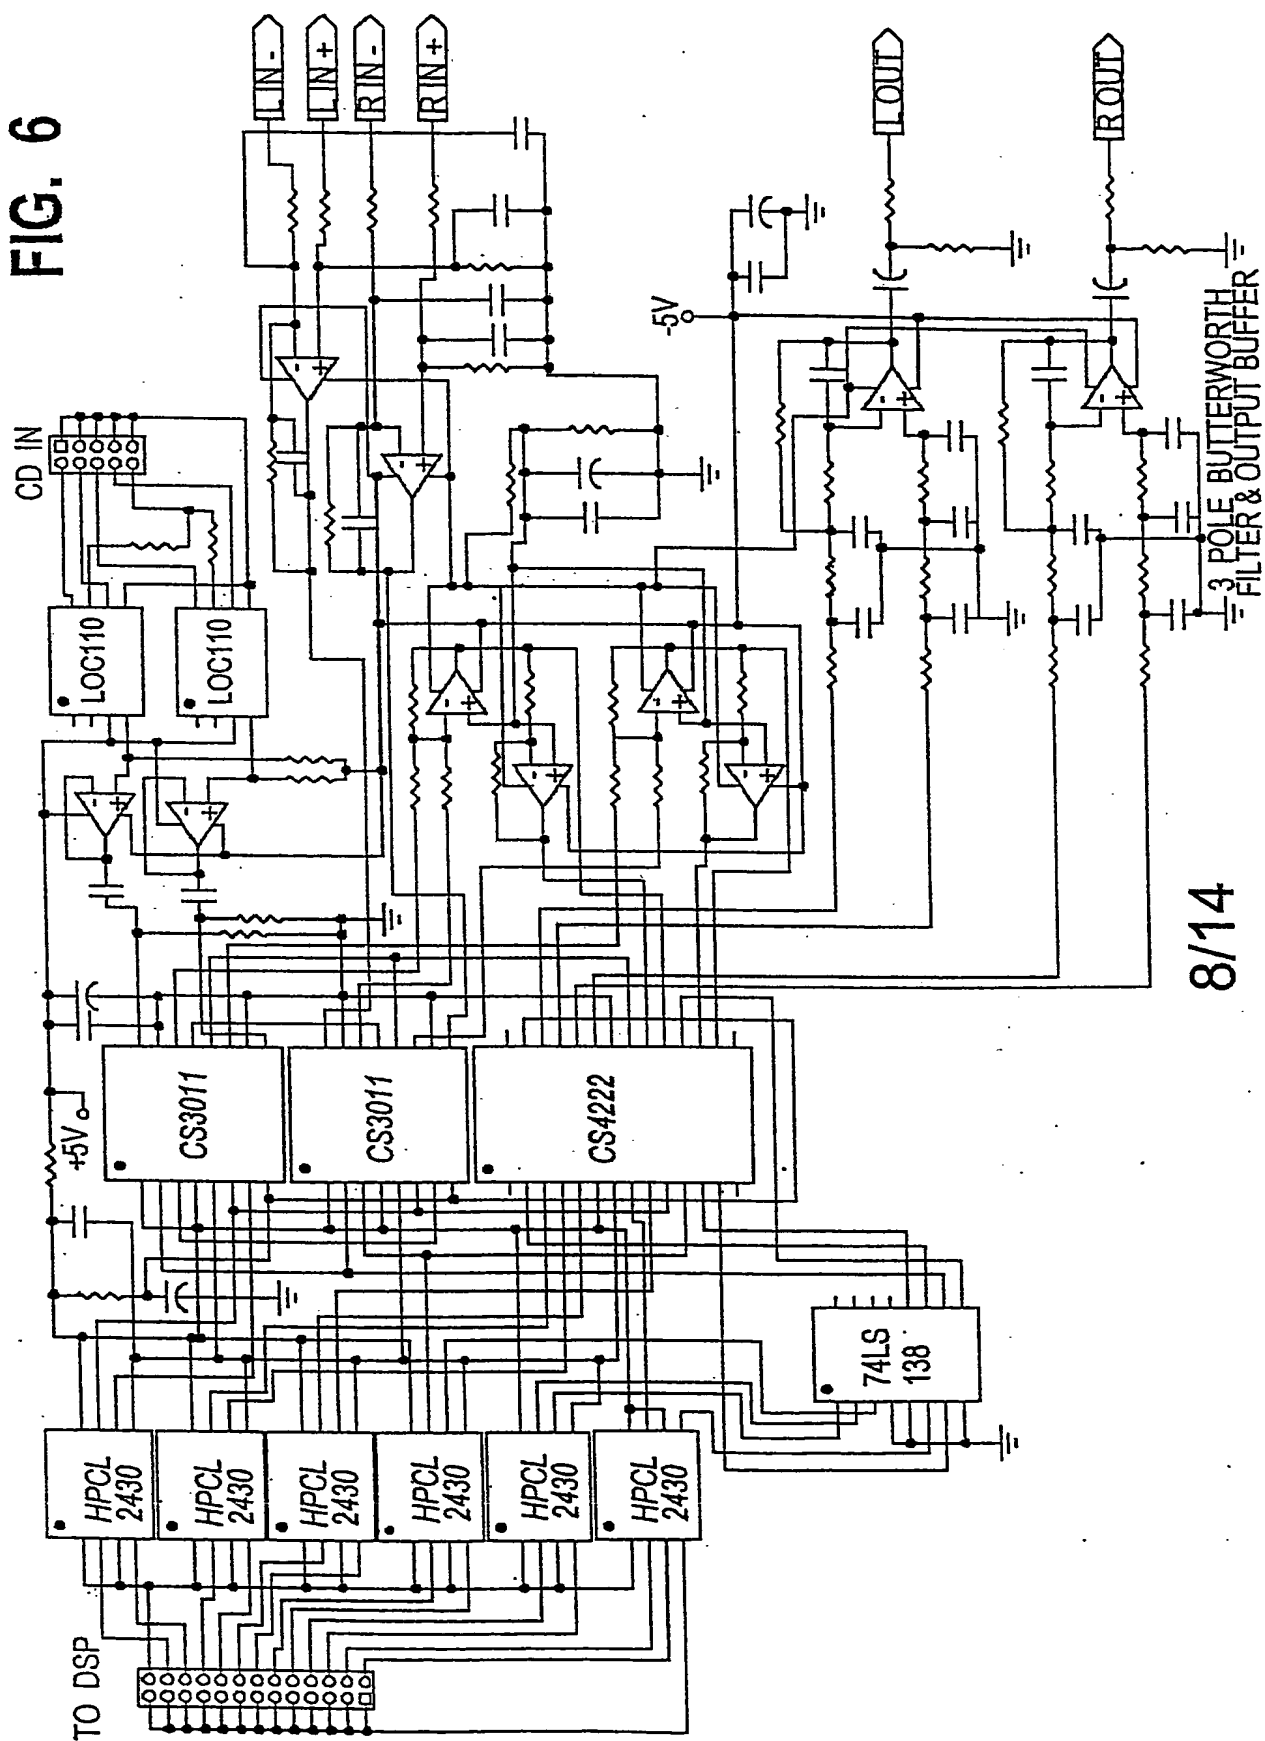 FIG. 6
CD IN
LOC110
LOC110
L IN -
L IN +
R IN -
R IN +
-5V
L OUT
R OUT
3 POLE BUTTERWORTH
FILTER & OUTPUT BUFFER
+5V
CS3011
CS3011
CS4222
74LS
138
HPCL
2430
HPCL
2430
HPCL
2430
HPCL
2430
HPCL
2430
HPCL
2430
TO DSP
8/14